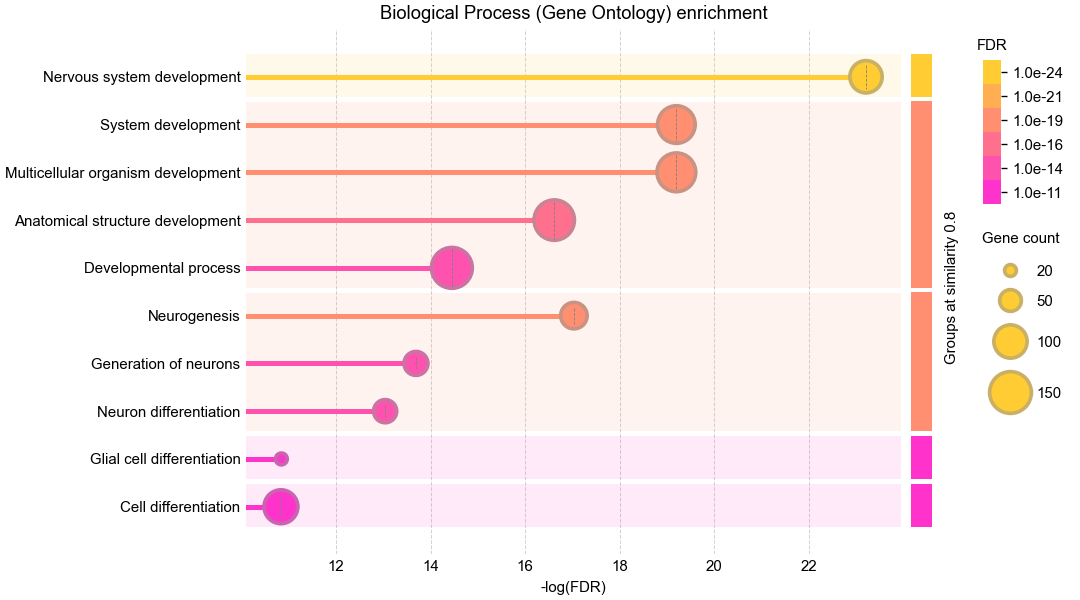 Biological Process (Gene Ontology) enrichment
Nervous system development
System development
Multicellular organism development
Anatomical structure development
Developmental process
Neurogenesis
Generation of neurons
Neuron differentiation
Glial cell differentiation
Cell differentiation
12 14 16 18 20 22
-log(FDR)
Groups at similarity 0.8
FDR
1.0e-24
1.0e-21
1.0e-19
1.0e-16
1.0e-14
1.0e-11
Gene count
20
50
100
150